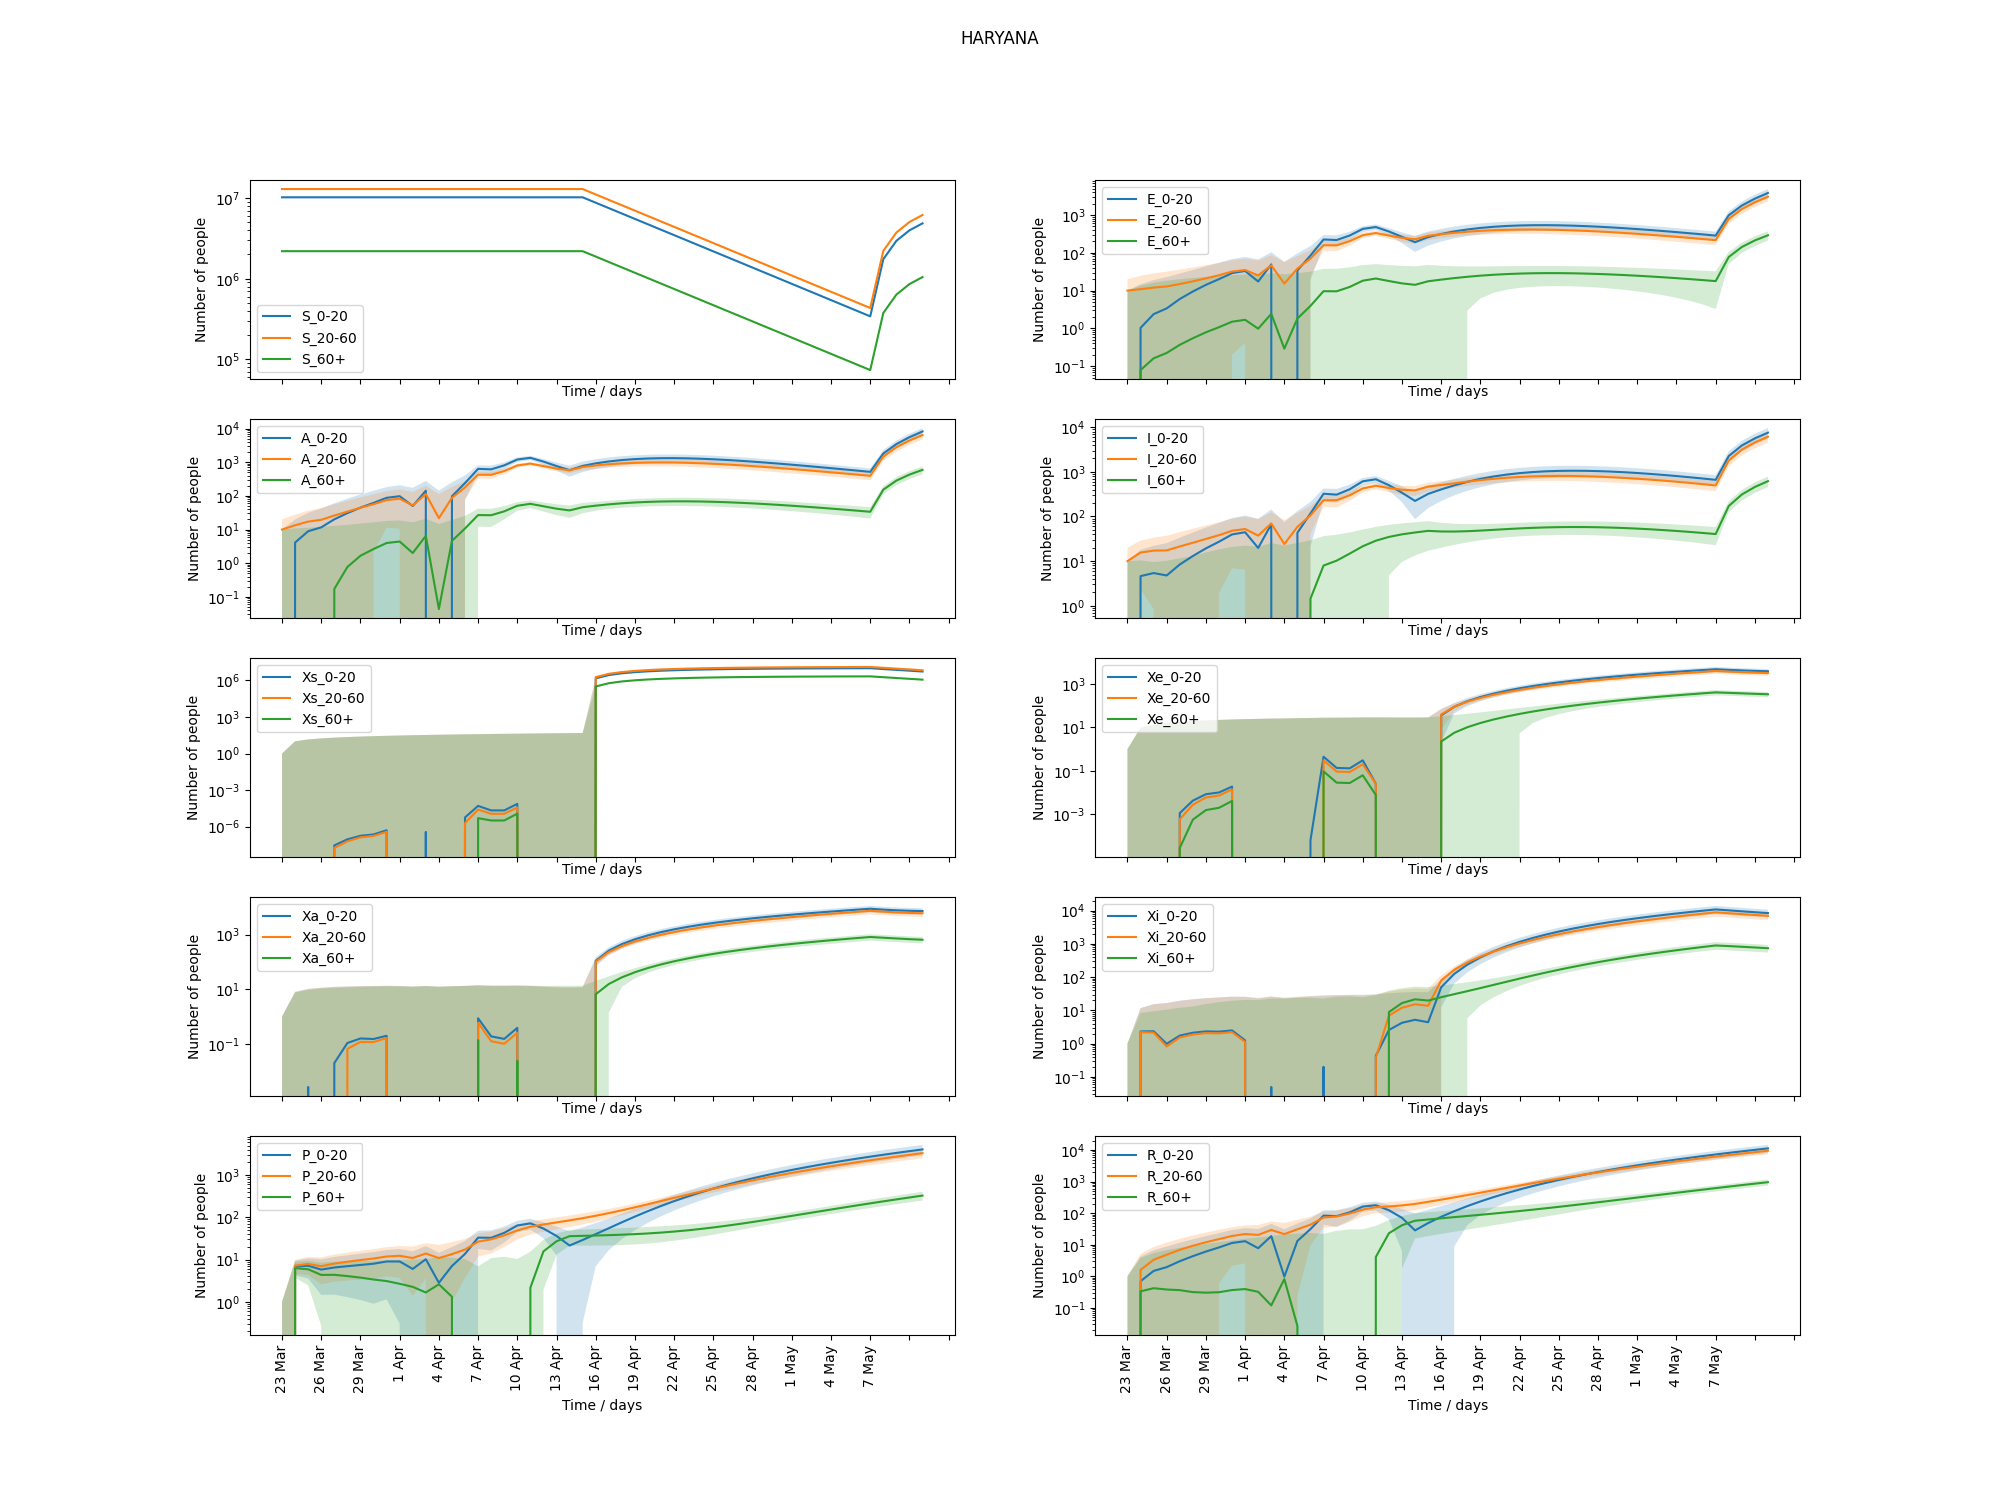 HARYANA
Number of people
10^7
10^6
10^5
S_0-20
S_20-60
S_60+
Time / days
Number of people
10^3
10^2
10^1
10^0
10^-1
E_0-20
E_20-60
E_60+
Time / days
Number of people
10^4
10^3
10^2
10^1
10^0
10^-1
A_0-20
A_20-60
A_60+
Time / days
Number of people
10^4
10^3
10^2
10^1
10^0
I_0-20
I_20-60
I_60+
Time / days
Number of people
10^6
10^3
10^0
10^-3
10^-6
Xs_0-20
Xs_20-60
Xs_60+
Time / days
Number of people
10^3
10^1
10^-1
10^-3
Xe_0-20
Xe_20-60
Xe_60+
Time / days
Number of people
10^3
10^1
10^-1
Xa_0-20
Xa_20-60
Xa_60+
Time / days
Number of people
10^4
10^3
10^2
10^1
10^0
10^-1
Xi_0-20
Xi_20-60
Xi_60+
Time / days
Number of people
10^3
10^2
10^1
10^0
P_0-20
P_20-60
P_60+
23 Mar
26 Mar
29 Mar
1 Apr
4 Apr
7 Apr
10 Apr
13 Apr
16 Apr
19 Apr
22 Apr
25 Apr
28 Apr
1 May
4 May
7 May
Time / days
Number of people
10^4
10^3
10^2
10^1
10^0
10^-1
R_0-20
R_20-60
R_60+
23 Mar
26 Mar
29 Mar
1 Apr
4 Apr
7 Apr
10 Apr
13 Apr
16 Apr
19 Apr
22 Apr
25 Apr
28 Apr
1 May
4 May
7 May
Time / days